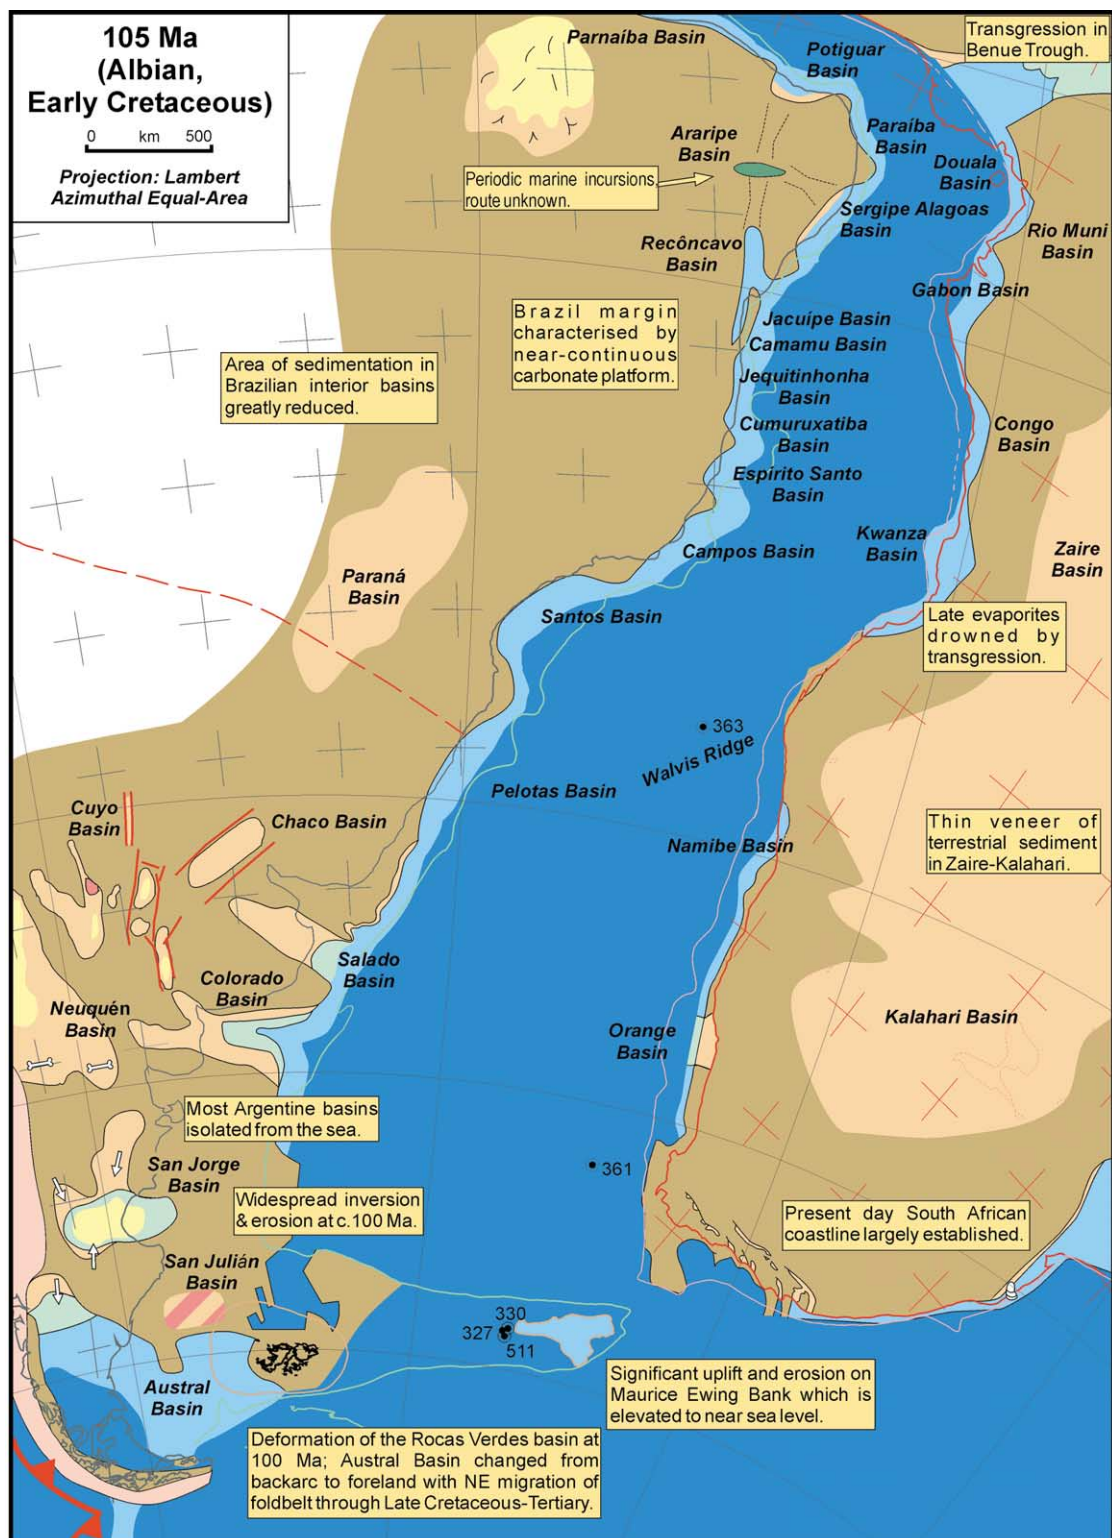 105 Ma
(Albian,
Early Cretaceous)
0 km 500
Projection: Lambert
Azimuthal Equal-Area
Parnaíba Basin
Potiguar
Basin
Transgression in
Benue Trough.
Araripe
Basin
Paraíba
Basin
Douala
Basin
Periodic marine incursions,
route unknown.
Sergipe Alagoas
Basin
Rio Muni
Basin
Recôncavo
Basin
Gabon Basin
Brazil margin
characterised by
near-continuous
carbonate platform.
Jacuípe Basin
Camamu Basin
Area of sedimentation in
Brazilian interior basins
greatly reduced.
Jequitinhonha
Basin
Cumuruxatiba
Basin
Congo
Basin
Espirito Santo
Basin
Campos Basin
Kwanza
Basin
Zaire
Basin
Paraná
Basin
Santos Basin
Late evaporites
drowned by
transgression.
363
Walvis Ridge
Pelotas Basin
Cuyo
Basin
Chaco Basin
Namibe Basin
Thin veneer of
terrestrial sediment
in Zaire-Kalahari.
Salado
Basin
Colorado
Basin
Neuquén
Basin
Orange
Basin
Kalahari Basin
Most Argentine basins
isolated from the sea.
361
San Jorge
Basin
Widespread inversion
& erosion at c.100 Ma.
Present day South African
coastline largely established.
San Julián
Basin
330
327
511
Austral
Basin
Significant uplift and erosion on
Maurice Ewing Bank which is
elevated to near sea level.
Deformation of the Rocas Verdes basin at
100 Ma; Austral Basin changed from
backarc to foreland with NE migration of
foldbelt through Late Cretaceous-Tertiary.